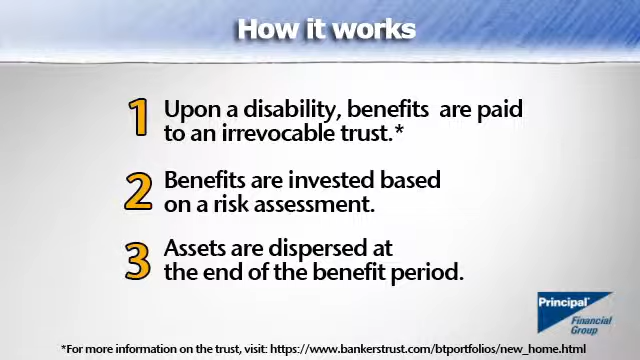 How it works
1 Upon a disability, benefits are paid
to an irrevocable trust.*
2 Benefits are invested based
on a risk assessment.
3 Assets are dispersed at
the end of the benefit period.
Principal
Financial
Group
*For more information on the trust, visit: https://www.bankerstrust.com/btportfolios/new_home.html